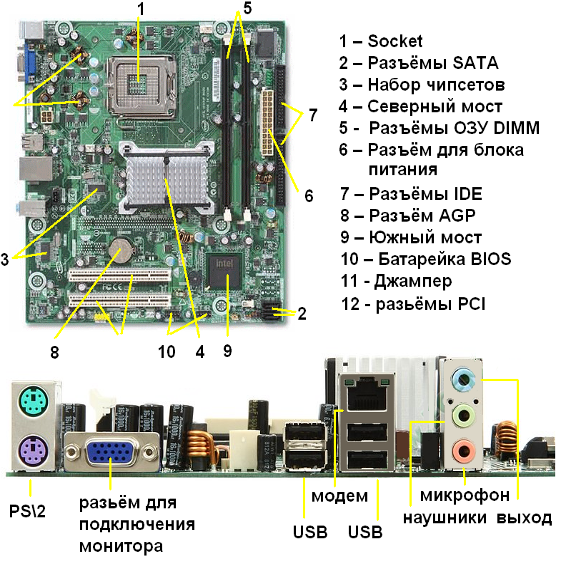 1
5
1 – Socket
2 – Разъёмы SATA
3 – Набор чипсетов
4 – Северный мост
5 - Разъёмы ОЗУ DIMM
6 – Разъём для блока
питания
7 – Разъёмы IDE
8 – Разъём AGP
9 – Южный мост
10 – Батарейка BIOS
11 - Джампер
12 - разьёмы PCI
7
6
3
intel
2
8
10
4
9
PS\2
разьём для
подключения
монитора
USB
модем
USB
микрофон
наушники выход